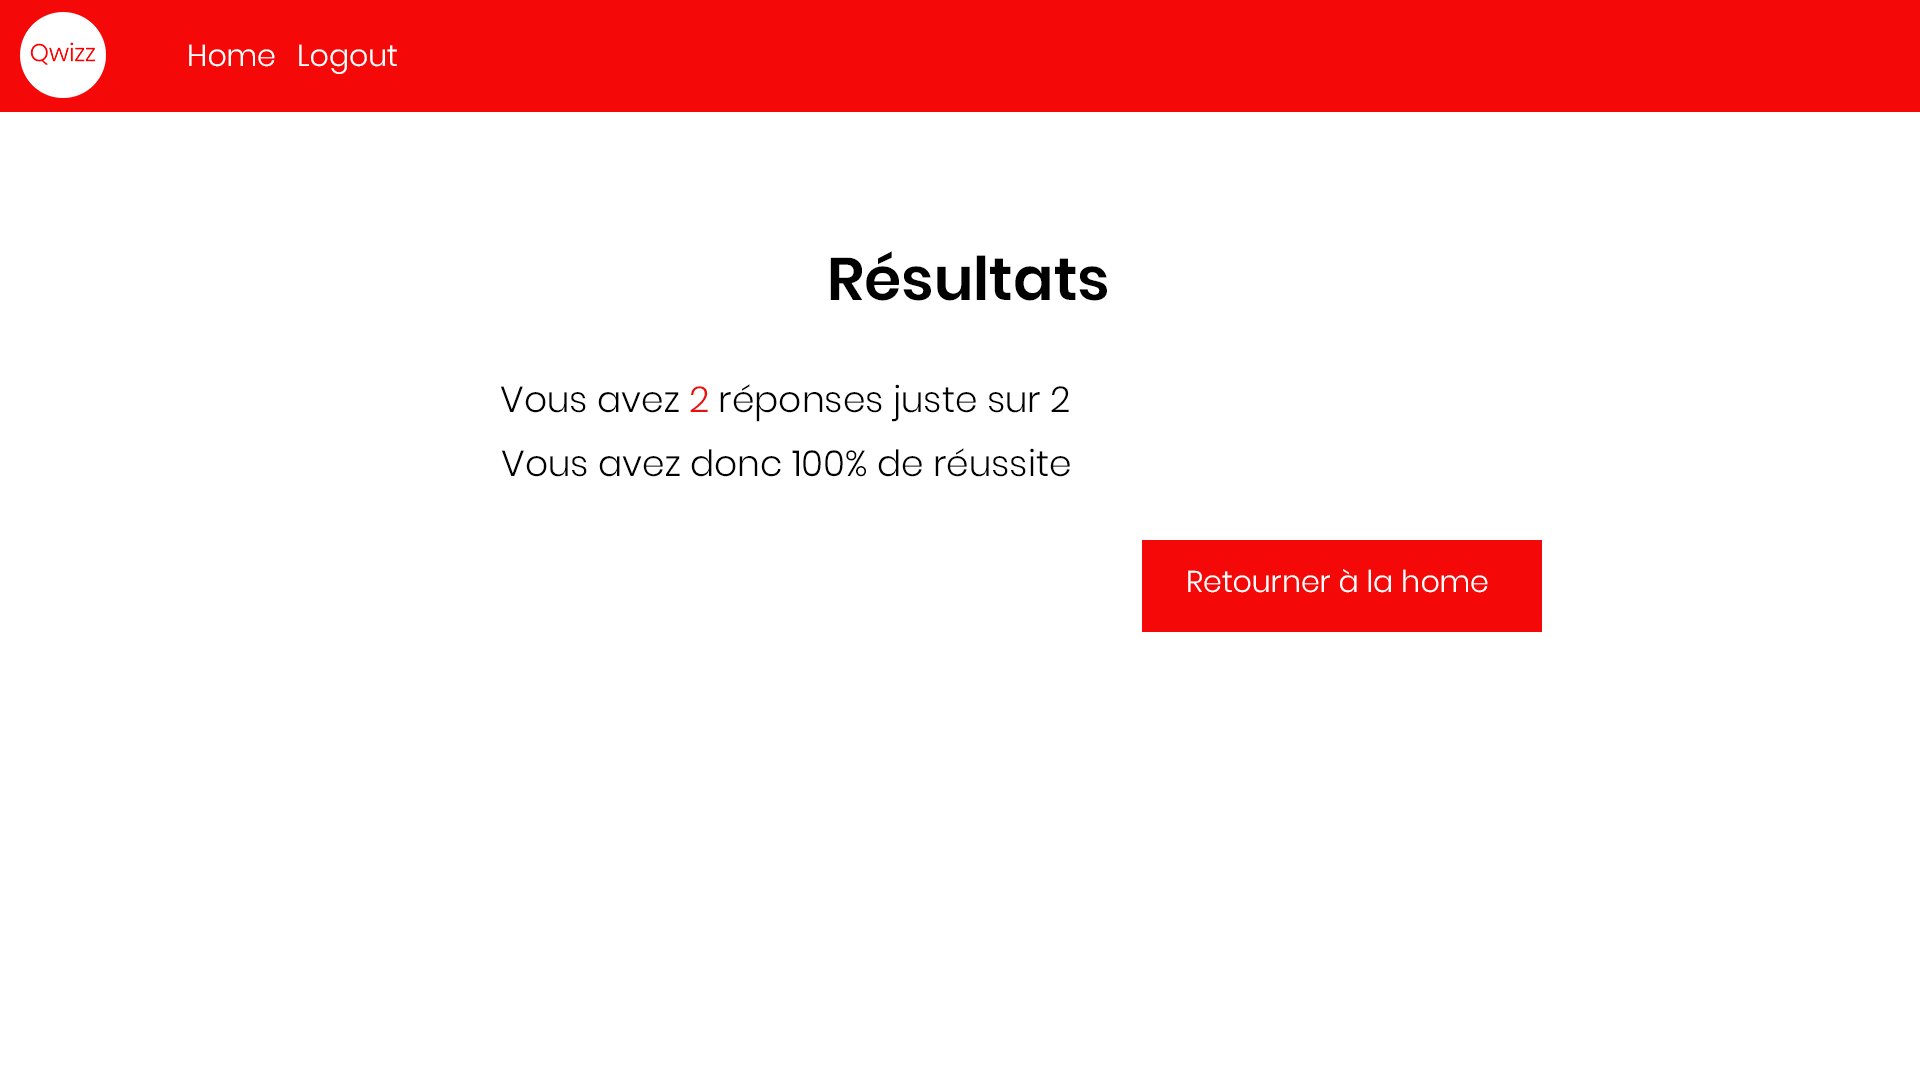 Qwizz
Home Logout
Résultats
Vous avez 2 réponses juste sur 2
Vous avez donc 100% de réussite
Retourner à la home